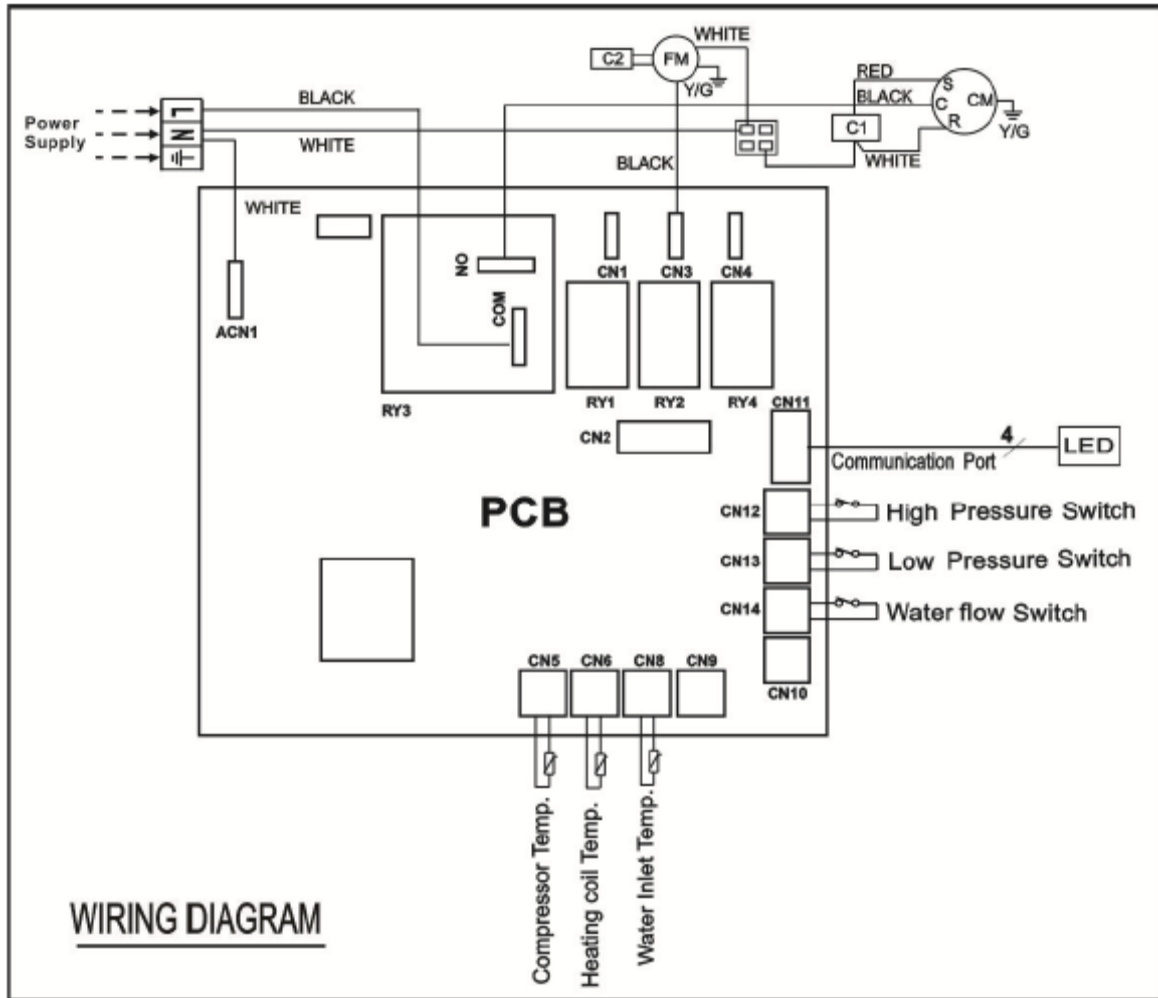 WHITE
C2
FM
Y/G
RED
S
BLACK
C
CM
R
Y/G
C1
WHITE
BLACK
L
Power Supply
N
WHITE
BLACK
WHITE
NO
COM
ACN1
RY3
CN1
CN3
CN4
RY1
RY2
RY4
CN2
CN11
4
LED
Communication Port
PCB
CN12
High Pressure Switch
CN13
Low Pressure Switch
CN14
Water flow Switch
CN10
CN5
CN6
CN8
CN9
Compressor Temp.
Heating coil Temp.
Water Inlet Temp.
WIRING DIAGRAM